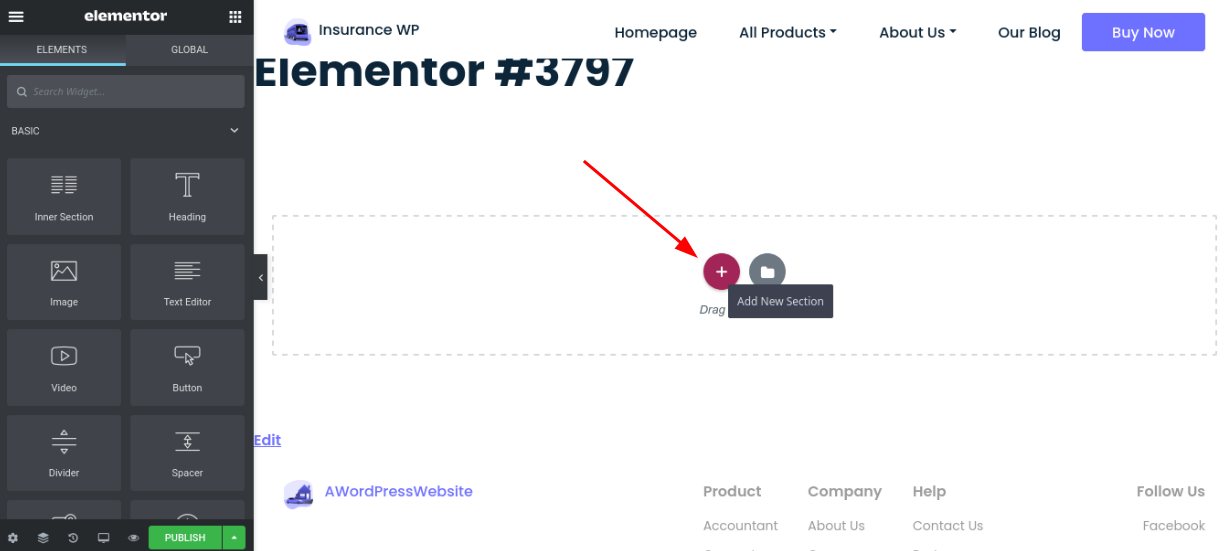 elementor
ELEMENTS GLOBAL
Search Widget...
BASIC
Inner Section Heading
Image Text Editor
Video Button
Divider Spacer
PUBLISH
Insurance WP Homepage All Products About Us Our Blog Buy Now
Elementor #3797
Add New Section
Drag
Edit
AWordPressWebsite
Product Company Help Follow Us
Accountant About Us Contact Us Facebook